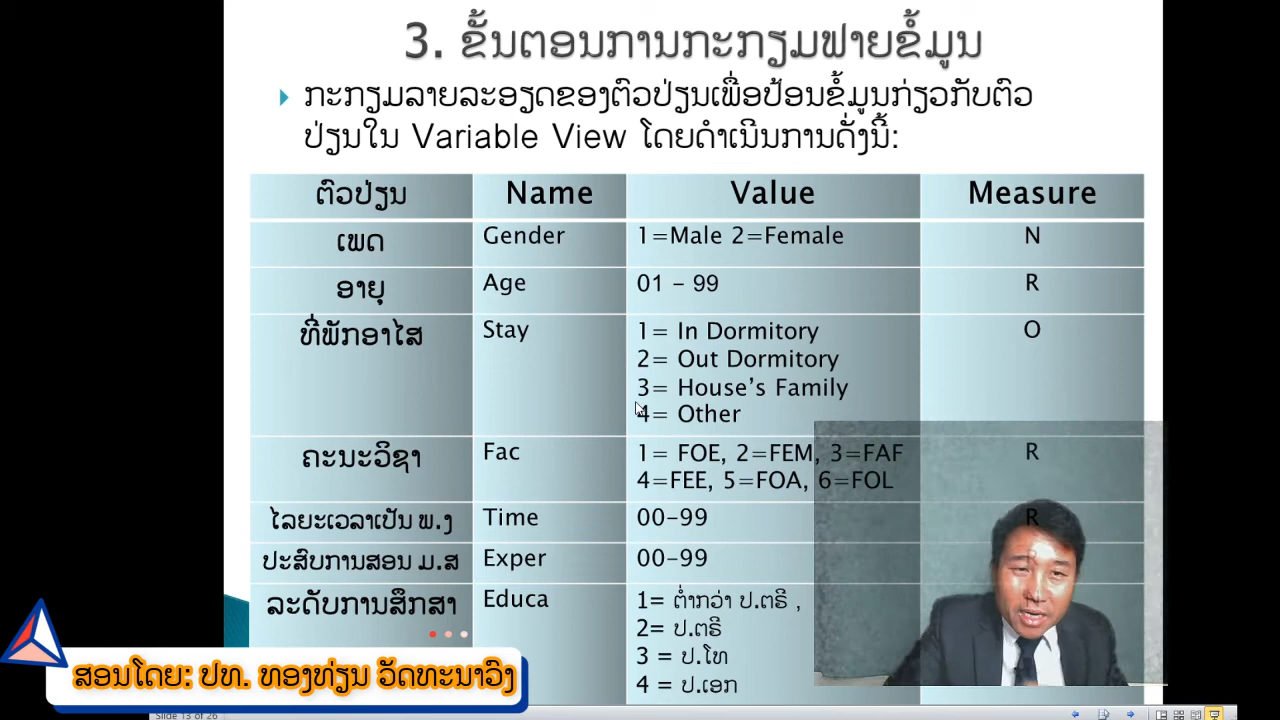 3. ຂັ້ນຕອນການກະກຽມຟາຍຂໍ້ມູນ
ກະກຽມລາຍລະອຽດຂອງຕົວປ່ຽນເພື່ອປ້ອນຂໍ້ມູນກ່ຽວກັບຕົວ
ປ່ຽນໃນ Variable View ໂດຍດຳເນີນການດັ່ງນີ້:
ຕົວປ່ຽນ Name Value Measure
ເພດ Gender 1=Male 2=Female N
ອາຍຸ Age 01 - 99 R
ທີ່ພັກອາໄສ Stay 1= In Dormitory O
2= Out Dormitory
3= House's Family
4= Other
ຄະນະວິຊາ Fac 1= FOE, 2=FEM, 3=FAF R
4=FEE, 5=FOA, 6=FOL
ໄລຍະເວລາເປັນ ພ.ງ Time 00-99 R
ປະສົບການສອນ ມ.ສ Exper 00-99
ລະດັບການສຶກສາ Educa 1= ຕ່ຳກວ່າ ປ.ຕຣີ ,
2= ປ.ຕຣີ
3 = ປ.ໂທ
4 = ປ.ເອກ
ສອນໂດຍ: ປທ. ທອງທ່ຽນ ວັດທະນາວົງ
Slide 13 of 26